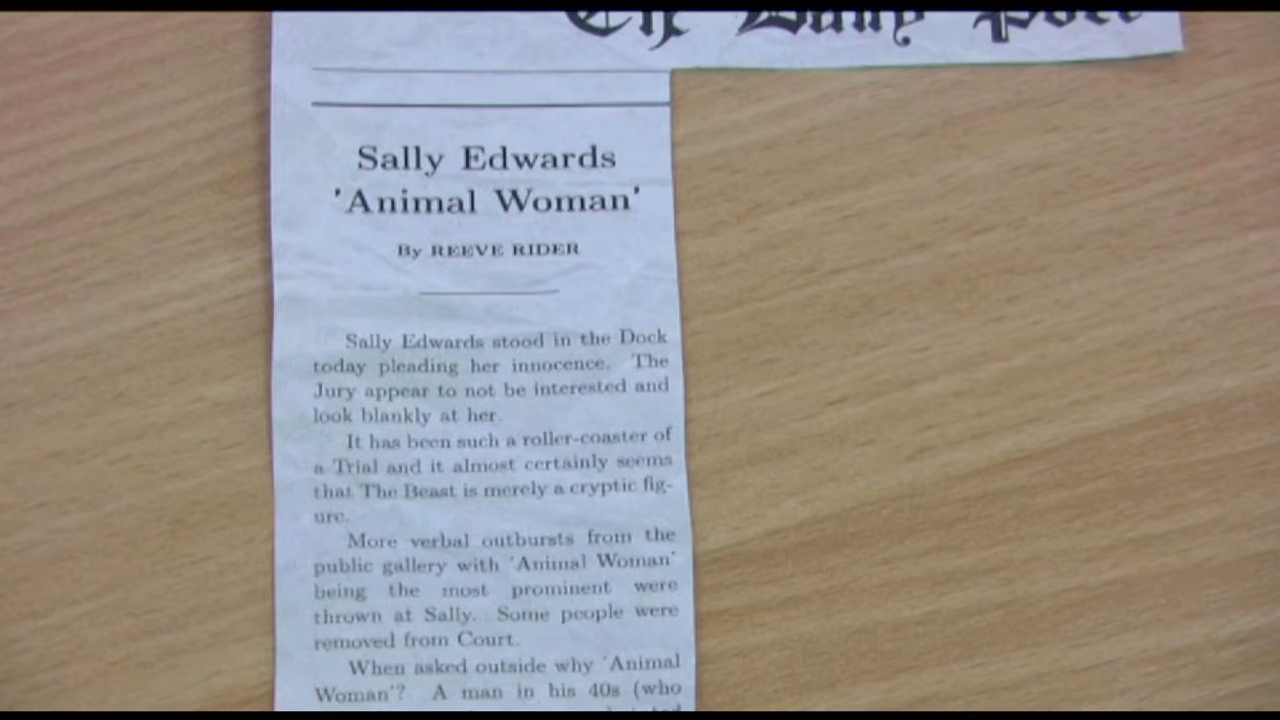 Daily
Sally Edwards
'Animal Woman'
By REEVE RIDER
Sally Edwards stood in the Dock
today pleading her innocence. The
Jury appear to not be interested and
look blankly at her.
It has been such a roller-coaster of
a Trial and it almost certainly seems
that The Beast is merely a cryptic fig-
ure.
More verbal outbursts from the
public gallery with 'Animal Woman'
being the most prominent were
thrown at Sally. Some people were
removed from Court.
When asked outside why 'Animal
Woman'? A man in his 40s (who